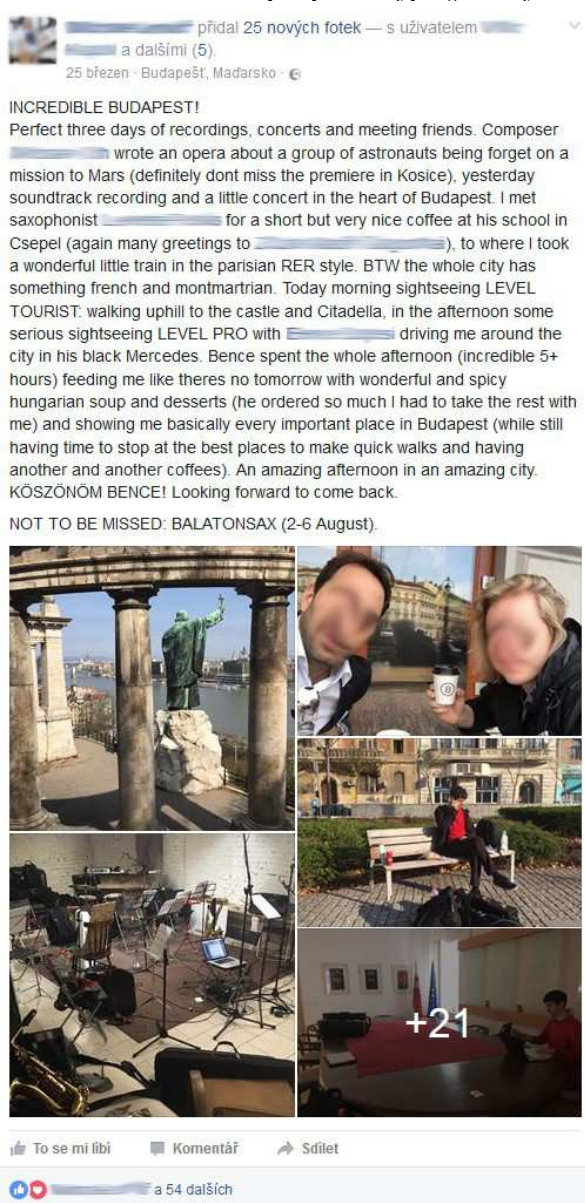 přidal 25 nových fotek — s uživatelem
a dalšími (5).
25 březen · Budapešť, Maďarsko ·
INCREDIBLE BUDAPEST!
Perfect three days of recordings, concerts and meeting friends. Composer
wrote an opera about a group of astronauts being forget on a
mission to Mars (definitely dont miss the premiere in Kosice), yesterday
soundtrack recording and a little concert in the heart of Budapest. I met
saxophonist for a short but very nice coffee at his school in
Csepel (again many greetings to ), to where I took
a wonderful little train in the parisian RER style. BTW the whole city has
something french and montmartrian. Today morning sightseeing LEVEL
TOURIST: walking uphill to the castle and Citadella, in the afternoon some
serious sightseeing LEVEL PRO with driving me around the
city in his black Mercedes. Bence spent the whole afternoon (incredible 5+
hours) feeding me like theres no tomorrow with wonderful and spicy
hungarian soup and desserts (he ordered so much I had to take the rest with
me) and showing me basically every important place in Budapest (while still
having time to stop at the best places to make quick walks and having
another and another coffees). An amazing afternoon in an amazing city.
KÖSZÖNÖM BENCE! Looking forward to come back.
NOT TO BE MISSED: BALATONSAX (2-6 August).
+21
To se mi líbí Komentář Sdílet
a 54 dalších